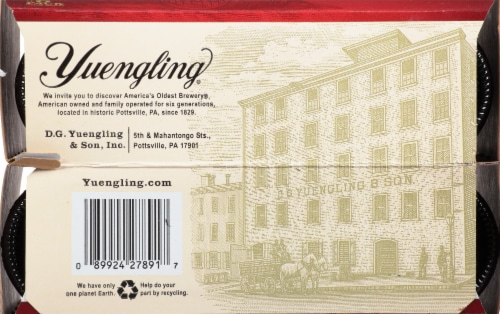 Yuengling®
We invite you to discover America's Oldest Brewery®,
American owned and family operated for six generations,
located in historic Pottsville, PA, since 1829.
D.G. Yuengling
& Son, Inc.
5th & Mahantongo Sts.,
Pottsville, PA 17901
D G YUENGLING & SON
Yuengling.com
0 89924 27891 7
We have only
one planet Earth.
Help do your
part by recycling.